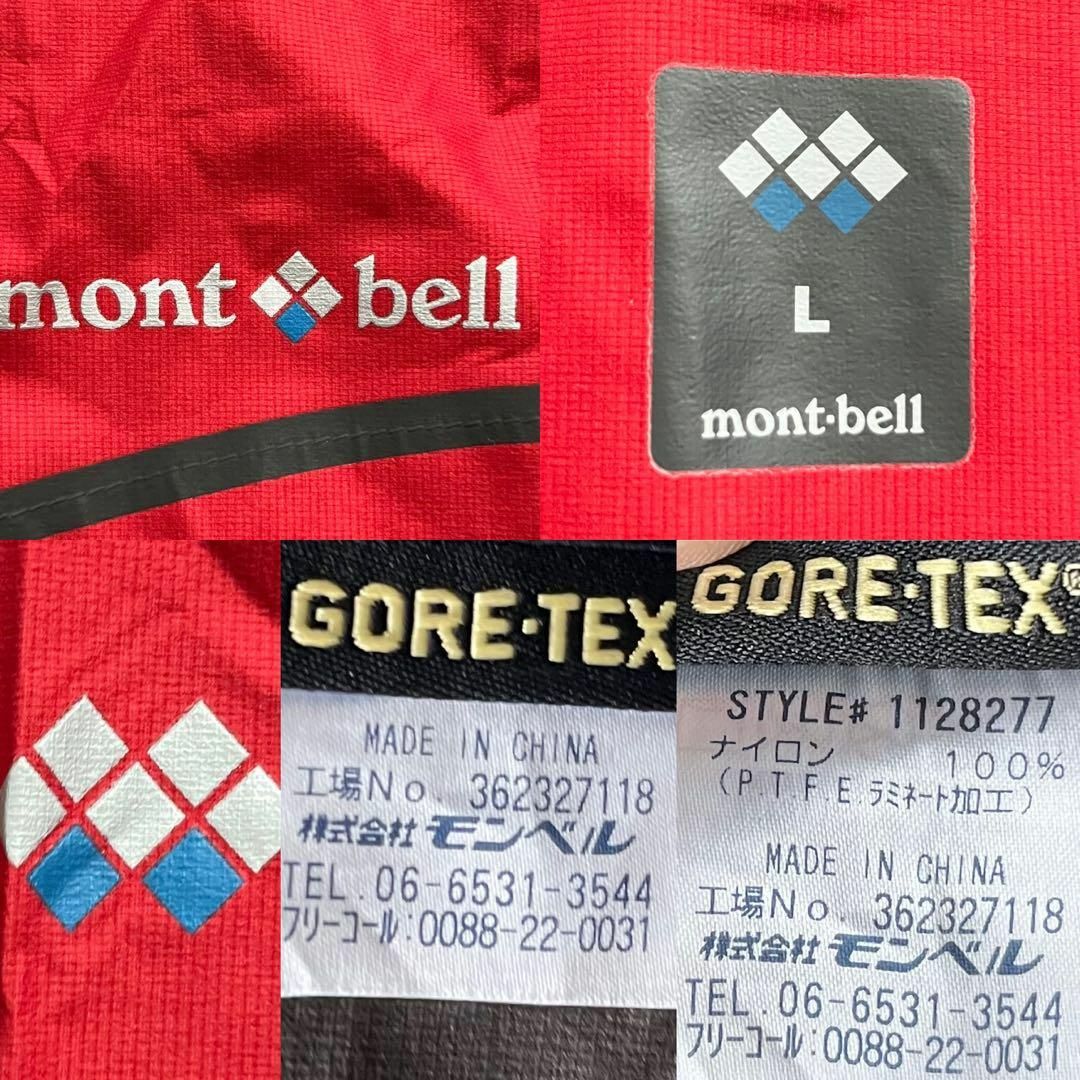 mont bell
L
mont·bell
GORE·TEX
MADE IN CHINA
工場No. 362327118
株式会社 モンベル
TEL. 06-6531-3544
フリーコール:0088-22-0031
GORE·TEX®
STYLE# 1128277
ナイロン 100%
(P.T.F.E.ラミネート加工)
MADE IN CHINA
工場No. 362327118
株式会社 モンベル
TEL. 06-6531-3544
フリーコール:0088-22-0031